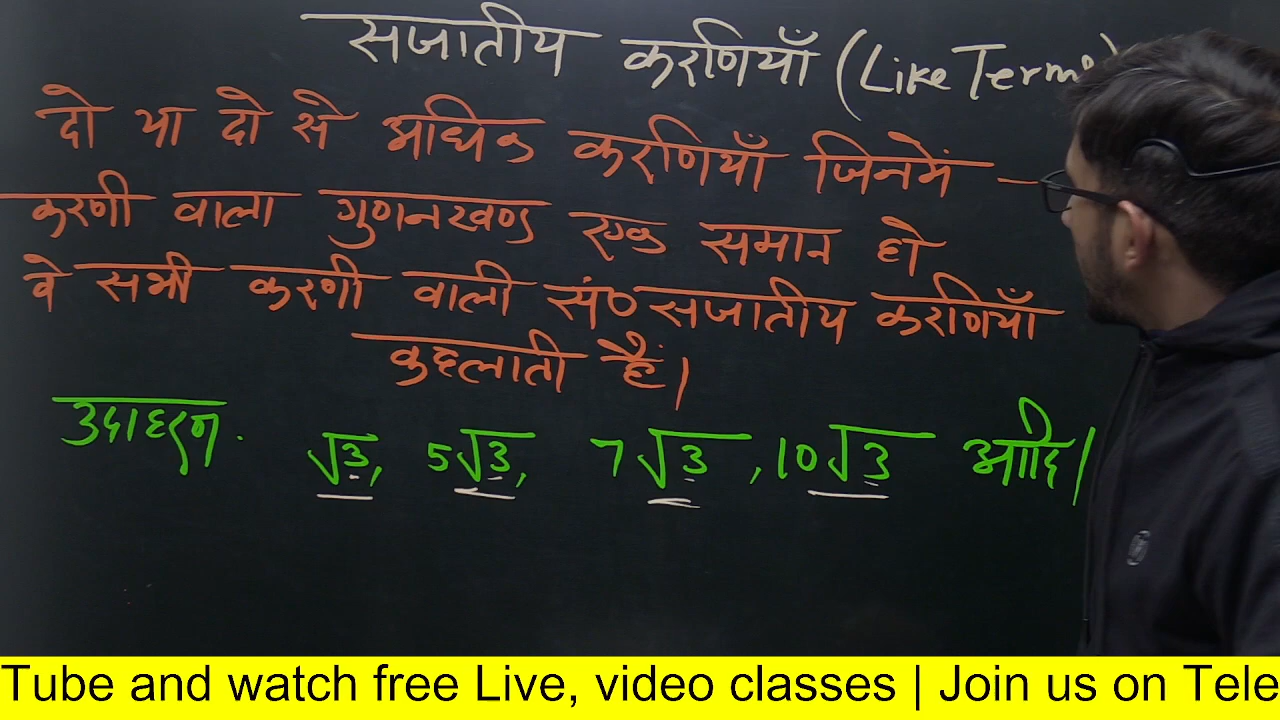 सजातीय करणियाँ (Like Terms)
दो या दो से अधिक करणियाँ जिनमें –
करणी वाला गुणनखण्ड एक समान हो
वे सभी करणी वाली सं० सजातीय करणियाँ
कहलाती हैं।
उदाहरण. √3, 5√3, 7√3, 10√3 आदि।
Tube and watch free Live, video classes | Join us on Tele